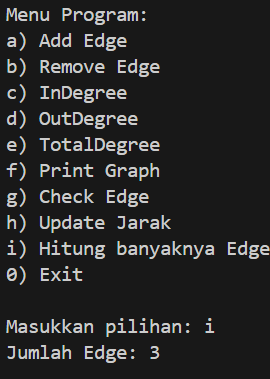 Menu Program:
a) Add Edge
b) Remove Edge
c) InDegree
d) OutDegree
e) TotalDegree
f) Print Graph
g) Check Edge
h) Update Jarak
i) Hitung banyaknya Edge
0) Exit
Masukkan pilihan: i
Jumlah Edge: 3